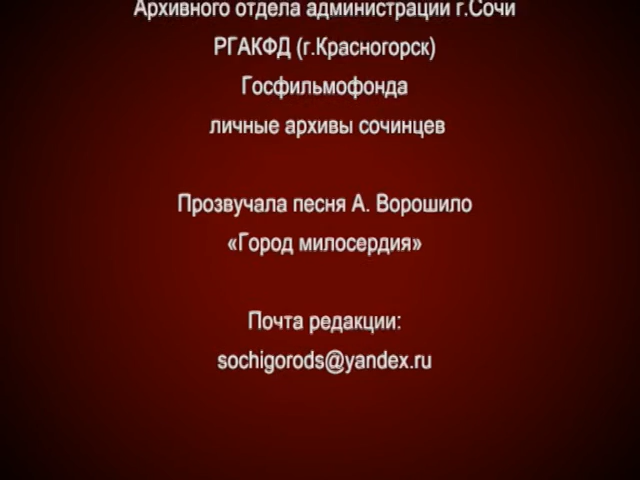 Архивного отдела администрации г.Сочи
РГАКФД (г.Красногорск)
Госфильмофонда
личные архивы сочинцев
Прозвучала песня А. Ворошило
«Город милосердия»
Почта редакции:
sochigorods@yandex.ru